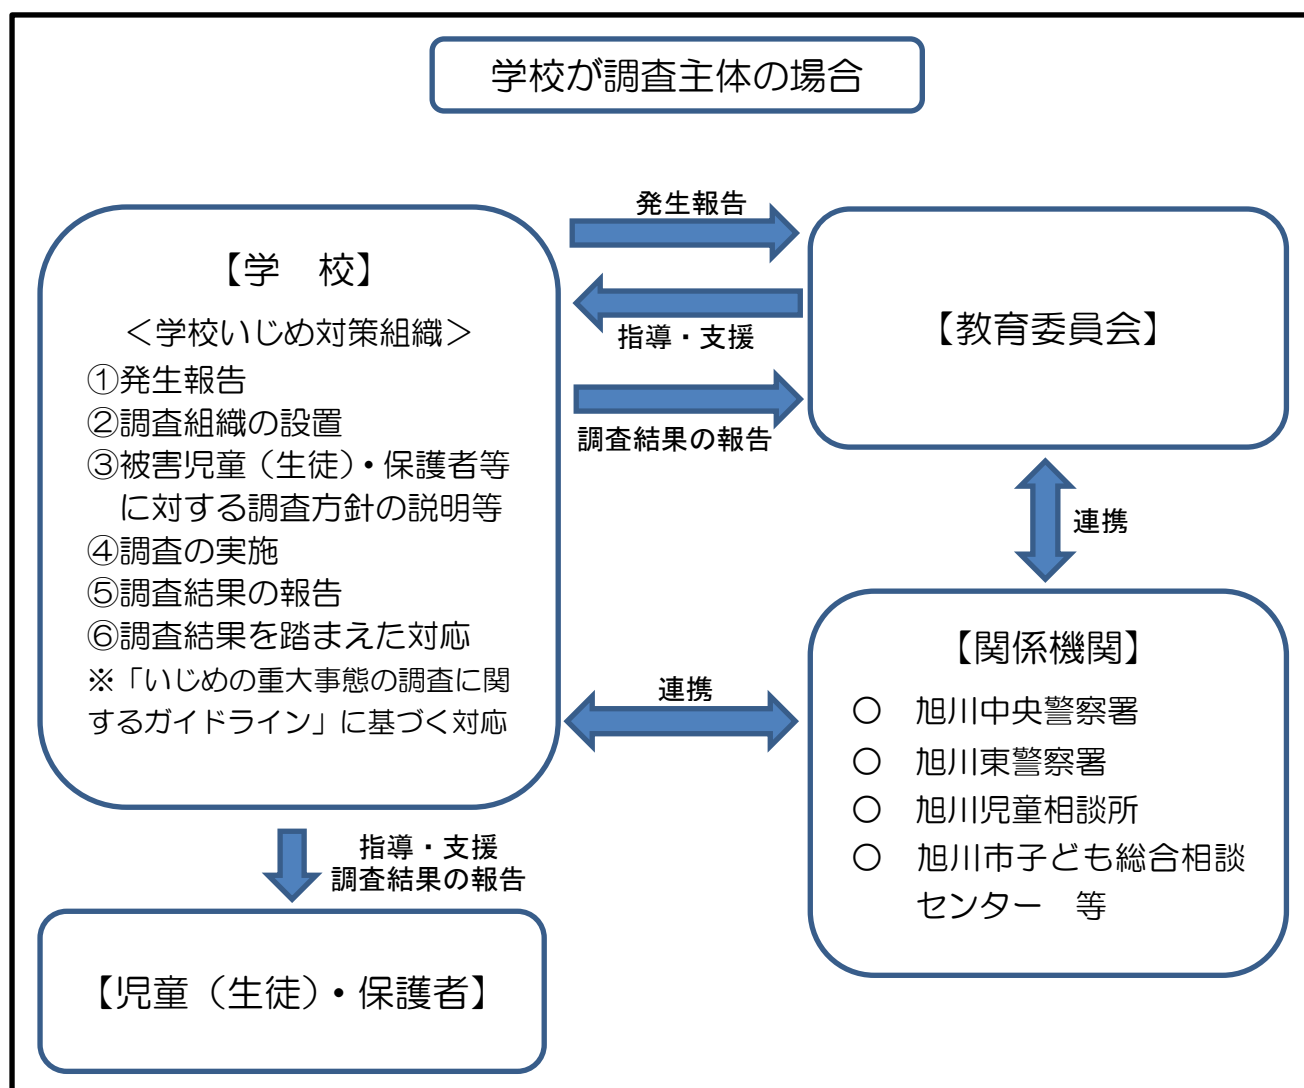 学校が調査主体の場合
発生報告
【学　校】
＜学校いじめ対策組織＞
①発生報告
②調査組織の設置
③被害児童（生徒）・保護者等
に対する調査方針の説明等
④調査の実施
⑤調査結果の報告
⑥調査結果を踏まえた対応
※「いじめの重大事態の調査に関
するガイドライン」に基づく対応
指導・支援
調査結果の報告
【教育委員会】
連携
連携
【関係機関】
○　旭川中央警察署
○　旭川東警察署
○　旭川児童相談所
○　旭川市子ども総合相談
センター　等
指導・支援
調査結果の報告
【児童（生徒）・保護者】